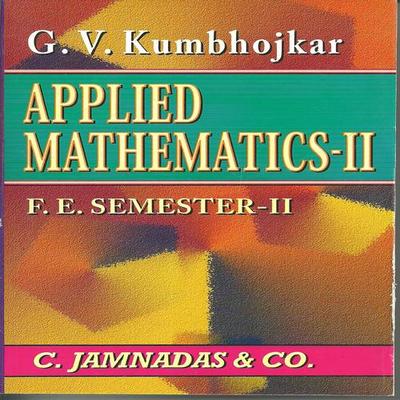 G. V. Kumbhojkar
APPLIED
MATHEMATICS-II
F. E. SEMESTER-II
C. JAMNADAS & CO.